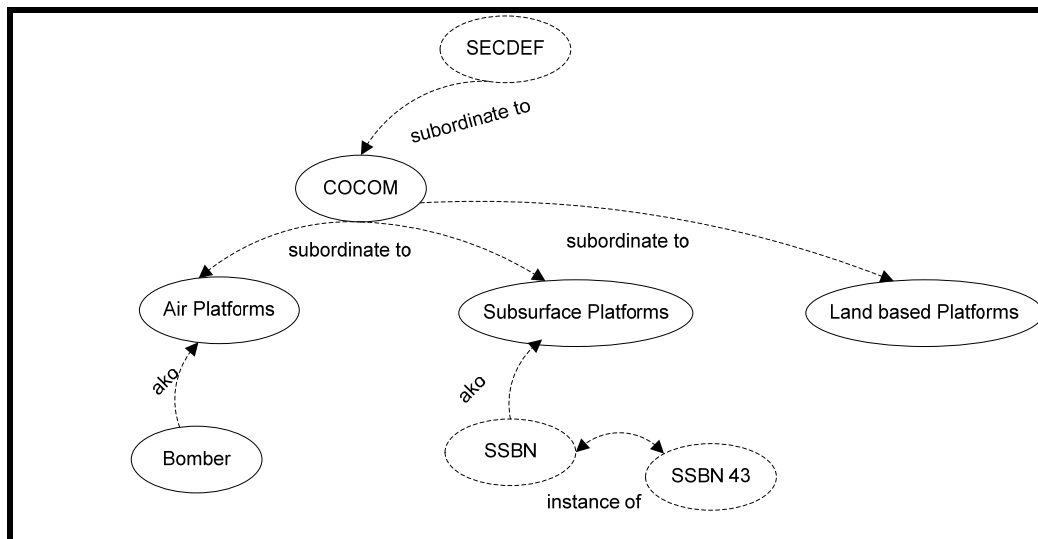 SECDEF
subordinate to
COCOM
subordinate to
subordinate to
Air Platforms
Subsurface Platforms
Land based Platforms
ako
ako
Bomber
SSBN
SSBN 43
instance of